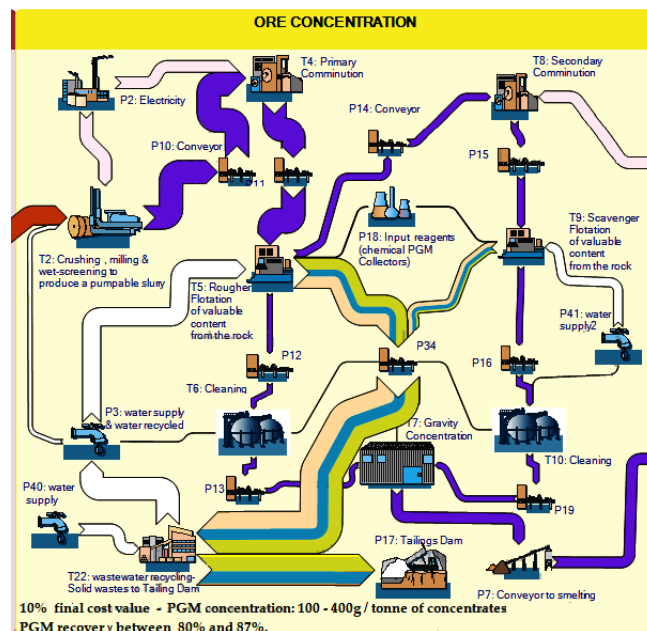 ORE CONCENTRATION
T4: Primary
Comminution
T8: Secondary
Comminution
P2: Electricity
P14: Conveyor
P10: Conveyor
P11
P15
T2: Crushing , milling &
wet-screening to
produce a pumpable slury
P18: Input reagents
(chemical PGM
Collectors)
T9: Scavenger
Flotation
of valuable
content
from the rock
T5: Rougher
Flotation
of valuable
content
from the rock
P41: water
supply2
P12
P34
P16
T6: Cleaning
P3: water supply
& water recycled
T7: Gravity
Concentration
T10: Cleaning
P40: water
supply
P13
P19
P17: Tailings Dam
T22: wastewater recycling-
Solid wastes to Tailing Dam
P7: Conveyor to smelting
10% final cost value - PGM concentration: 100 - 400g / tonne of concentrates
PGM recovery between 80% and 87%.